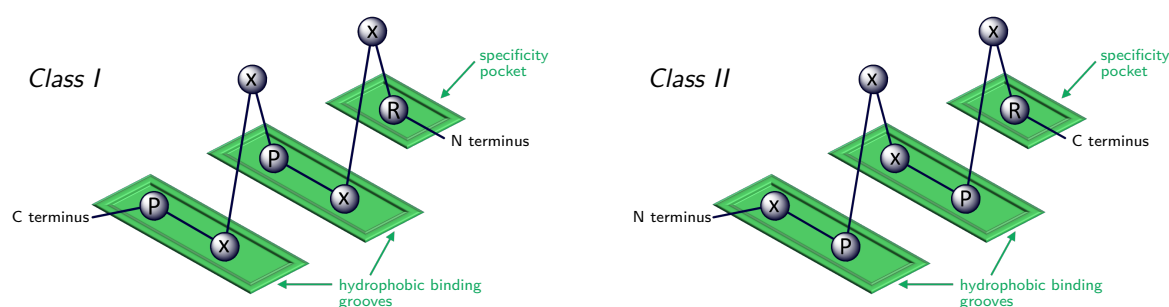 Class I
x
x
specificity
pocket
R
N terminus
P
x
C terminus
P
x
hydrophobic binding
grooves
Class II
x
x
specificity
pocket
R
C terminus
x
P
N terminus
x
P
hydrophobic binding
grooves